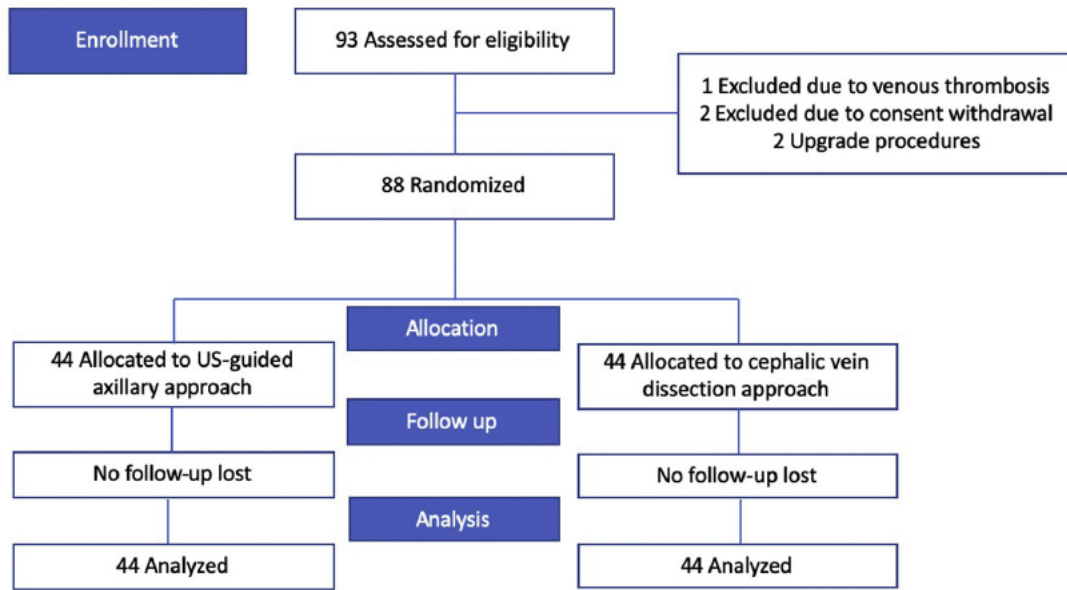 Enrollment
93 Assessed for eligibility
1 Excluded due to venous thrombosis
2 Excluded due to consent withdrawal
2 Upgrade procedures
88 Randomized
Allocation
44 Allocated to US-guided
axillary approach
44 Allocated to cephalic vein
dissection approach
Follow up
No follow-up lost
No follow-up lost
Analysis
44 Analyzed
44 Analyzed